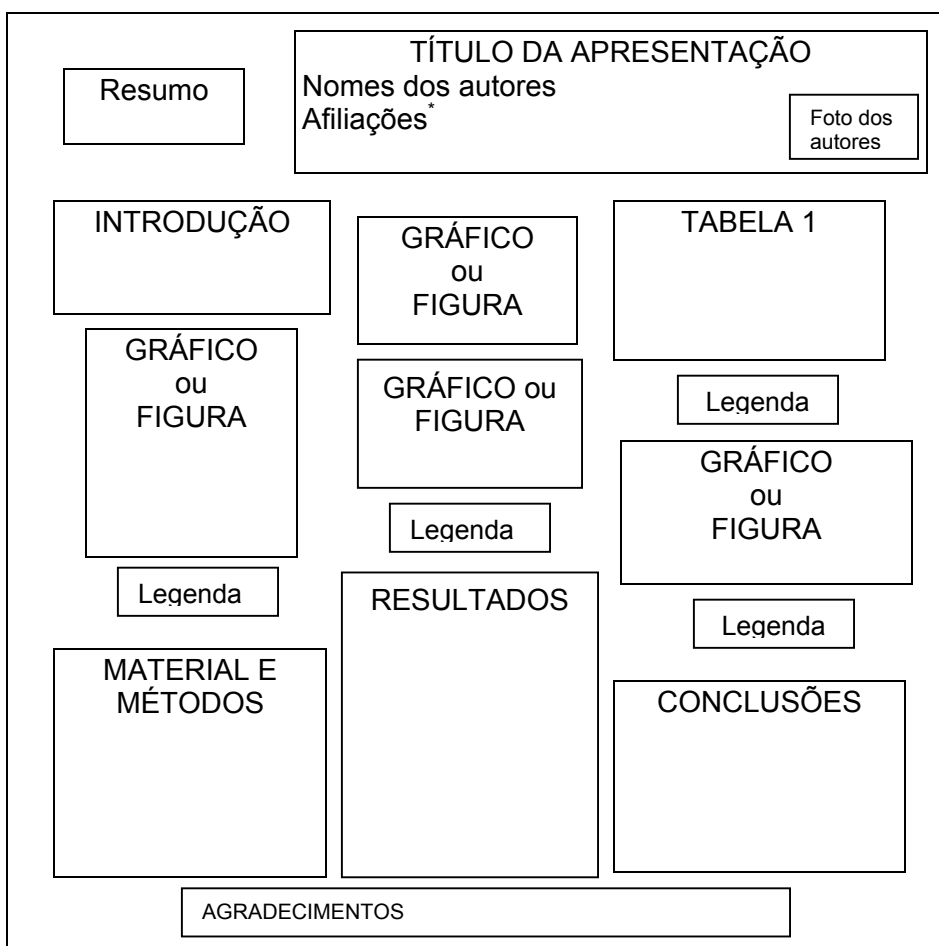 Resumo
TÍTULO DA APRESENTAÇÃO
Nomes dos autores
Afiliações*
Foto dos
autores
INTRODUÇÃO
GRÁFICO
ou
FIGURA
Legenda
MATERIAL E
MÉTODOS
GRÁFICO
ou
FIGURA
GRÁFICO ou
FIGURA
Legenda
RESULTADOS
TABELA 1
Legenda
GRÁFICO
ou
FIGURA
Legenda
CONCLUSÕES
AGRADECIMENTOS